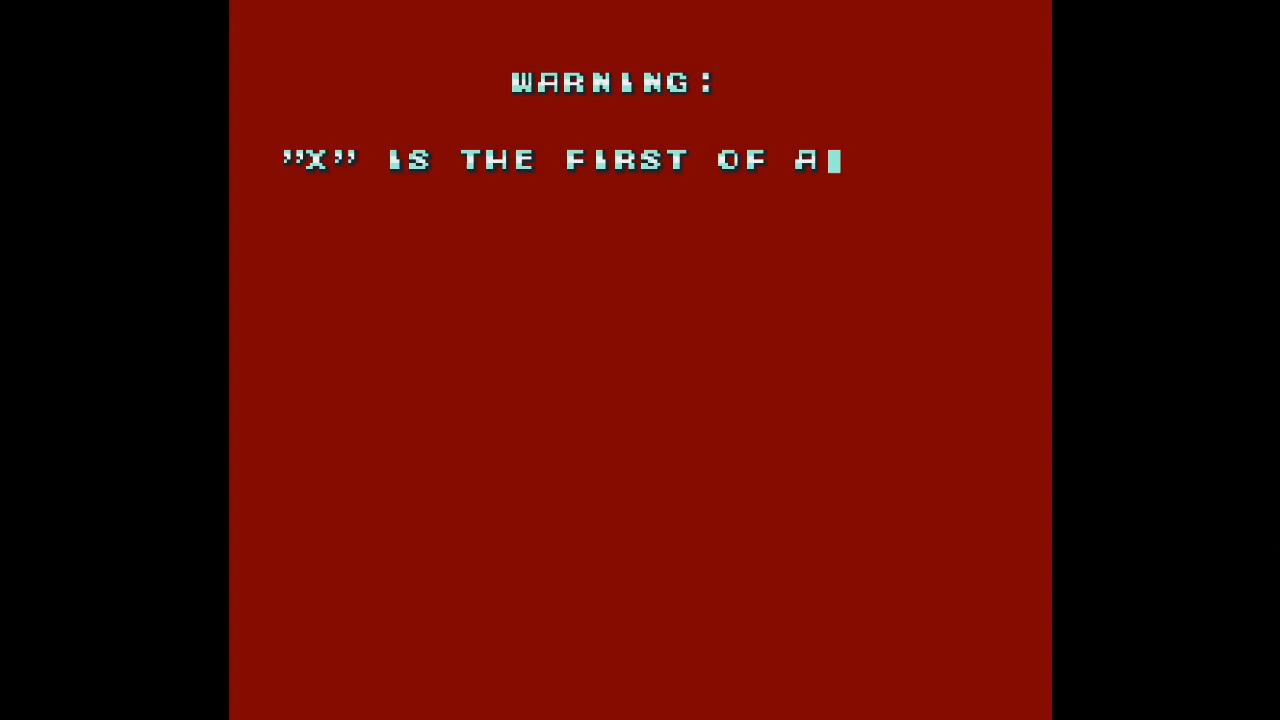 WARNING:
"X" IS THE FIRST OF A